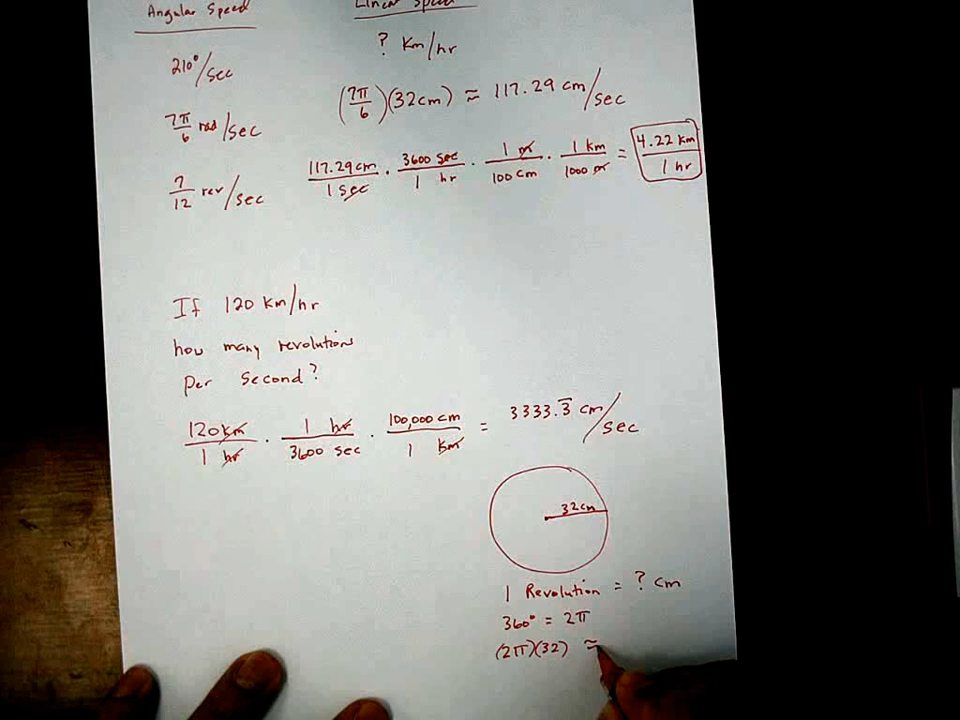 Angular Speed
Linear Speed
210°/sec
? Km/hr
7π/6 rad/sec
(7π/6)(32cm) ≈ 117.29 cm/sec
7/12 rev/sec
117.29cm/1 sec · 3600 sec/1 hr · 1 m/100 cm · 1 km/1000 m = 4.22 km/1 hr
If 120 km/hr
how many revolutions
per second?
120km/1 hr · 1 hr/3600 sec · 100,000 cm/1 km = 3333.3̅ cm/sec
32cm
1 Revolution = ? cm
360° = 2π
(2π)(32) ≈